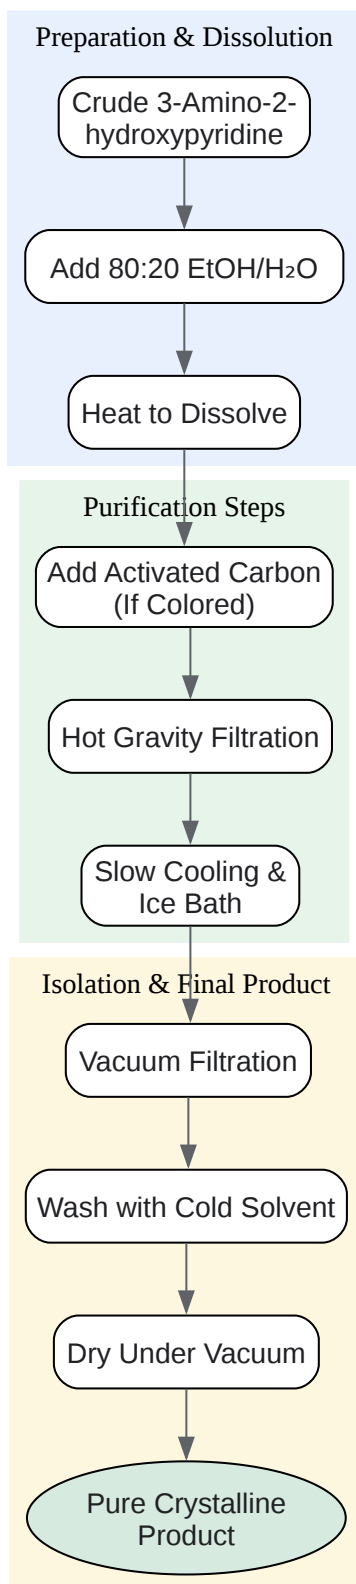 Preparation & Dissolution
Crude 3-Amino-2-
hydroxypyridine
Add 80:20 EtOH/H₂O
Heat to Dissolve
Purification Steps
Add Activated Carbon
(If Colored)
Hot Gravity Filtration
Slow Cooling &
Ice Bath
Isolation & Final Product
Vacuum Filtration
Wash with Cold Solvent
Dry Under Vacuum
Pure Crystalline
Product